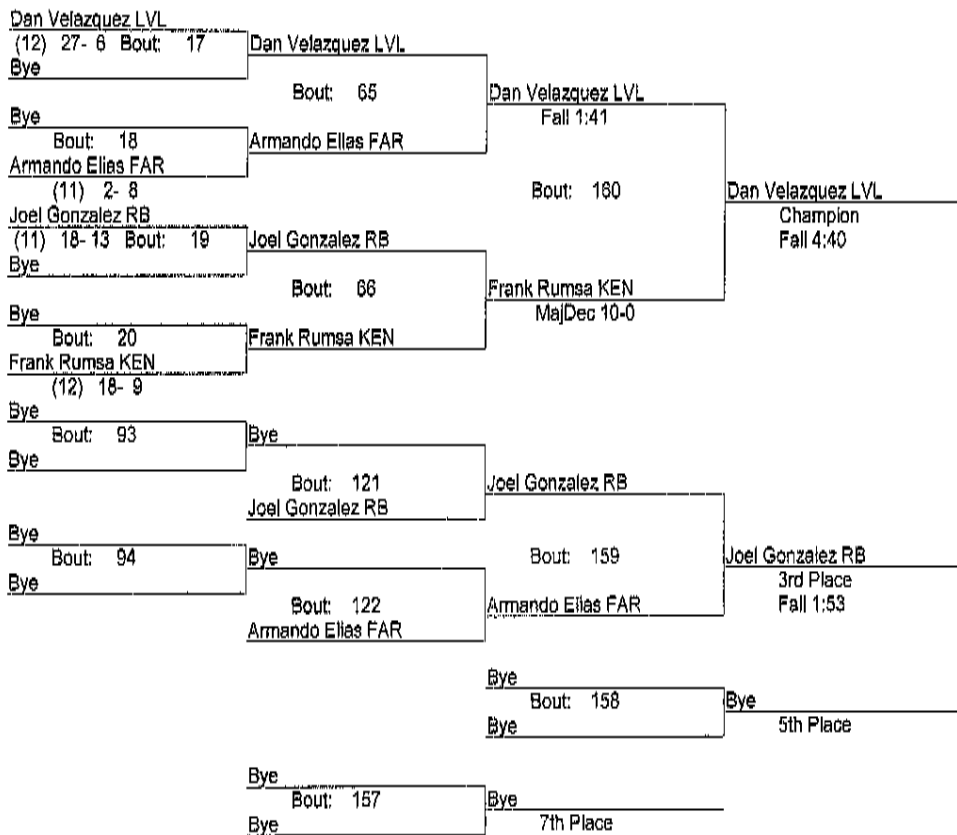 Dan Velazquez LVL
(12) 27- 6 Bout: 17
Bye
Dan Velazquez LVL
Bout: 65
Bye
Bout: 18
Armando Elias FAR
(11) 2- 8
Armando Elias FAR
Dan Velazquez LVL
Fall 1:41
Bout: 160
Joel Gonzalez RB
(11) 18- 13 Bout: 19
Bye
Joel Gonzalez RB
Bout: 66
Bye
Bout: 20
Frank Rumsa KEN
(12) 18- 9
Frank Rumsa KEN
Frank Rumsa KEN
MajDec 10-0
Dan Velazquez LVL
Champion
Fall 4:40
Bye
Bout: 93
Bye
Bye
Bout: 121
Joel Gonzalez RB
Joel Gonzalez RB
Bye
Bout: 94
Bye
Bye
Bout: 122
Armando Elias FAR
Bout: 159
Armando Elias FAR
Joel Gonzalez RB
3rd Place
Fall 1:53
Bye
Bout: 158
Bye
Bye
5th Place
Bye
Bout: 157
Bye
Bye
7th Place